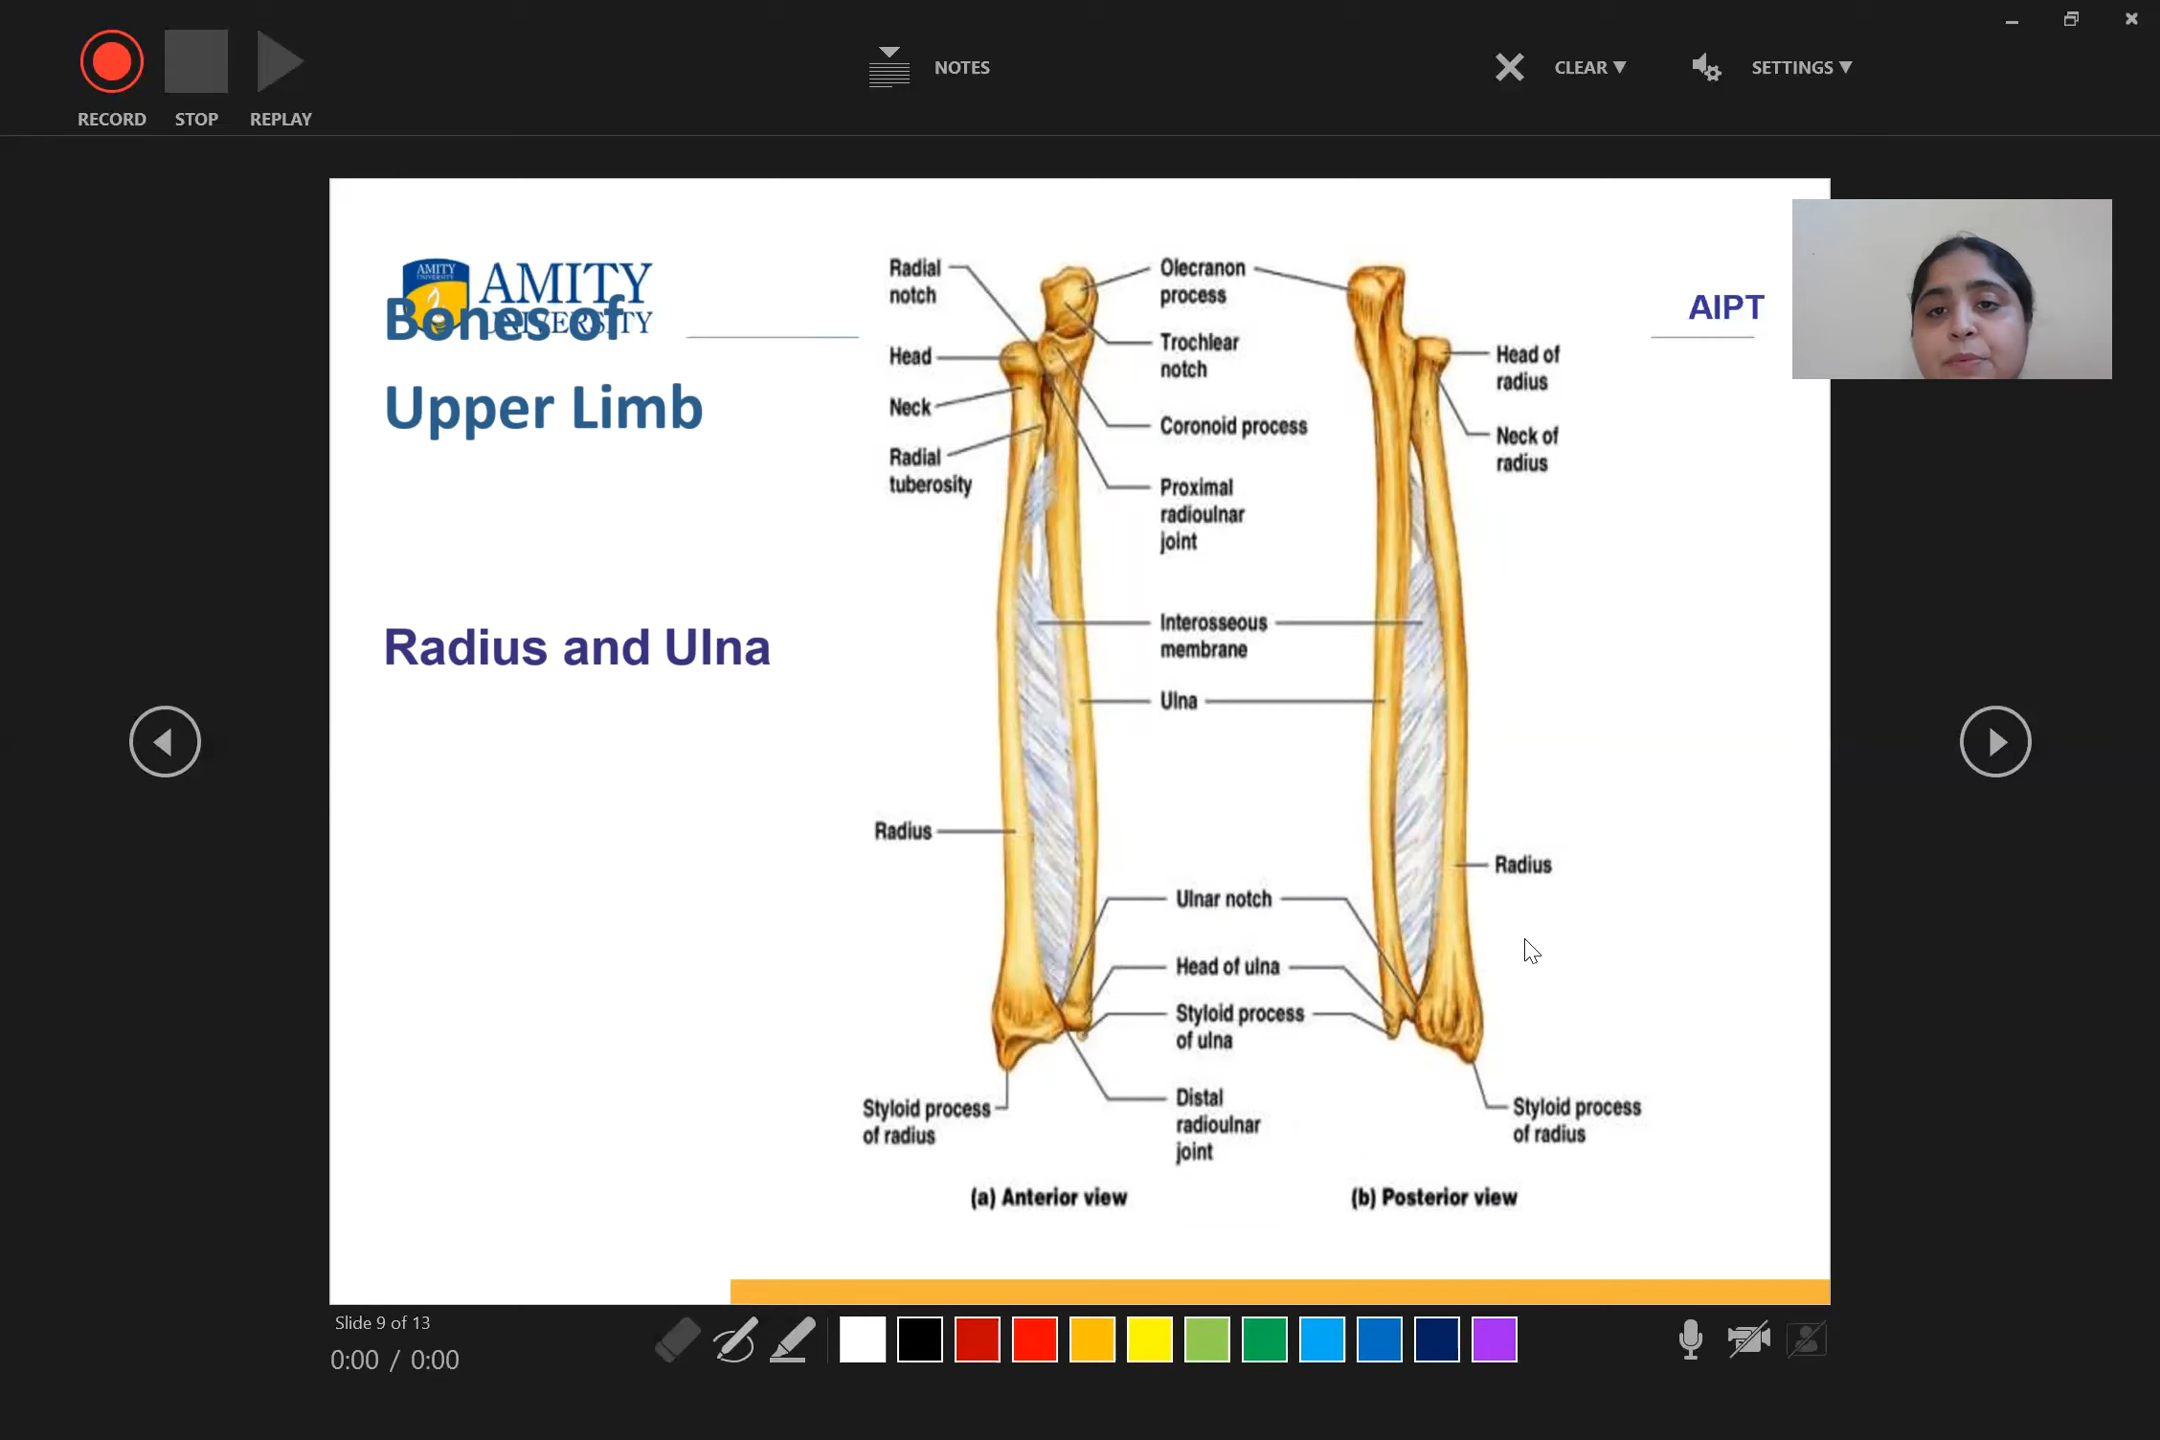 RECORD
STOP
REPLAY
NOTES
CLEAR
SETTINGS
AMITY
UNIVERSITY
AMITY
UNIVERSITY
Bones of
Upper Limb
Radius and Ulna
AIPT
Radial
notch
Head
Neck
Radial
tuberosity
Olecranon
process
Trochlear
notch
Coronoid process
Proximal
radioulnar
joint
Head of
radius
Neck of
radius
Interosseous
membrane
Ulna
Radius
Radius
Ulnar notch
Head of ulna
Styloid process
of ulna
Styloid process
of radius
Distal
radioulnar
joint
Styloid process
of radius
(a) Anterior view
(b) Posterior view
Slide 9 of 13
0:00 / 0:00